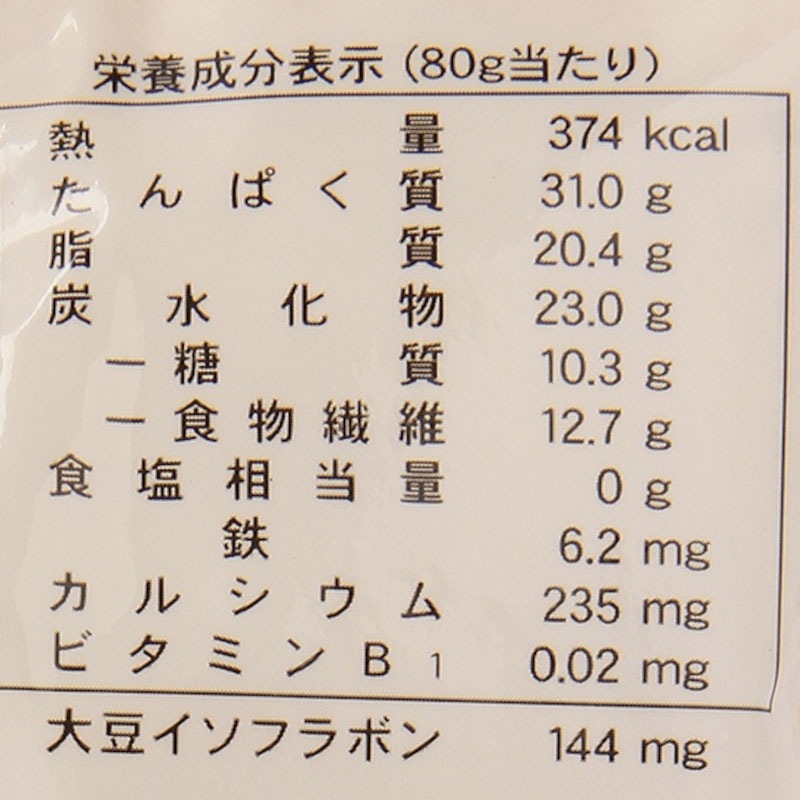 栄養成分表示（80g当たり）
熱量 374 kcal
たんぱく質 31.0 g
脂質 20.4 g
炭水化物 23.0 g
ー糖質 10.3 g
ー食物繊維 12.7 g
食塩相当量 0 g
鉄 6.2 mg
カルシウム 235 mg
ビタミンB1 0.02 mg
大豆イソフラボン 144 mg